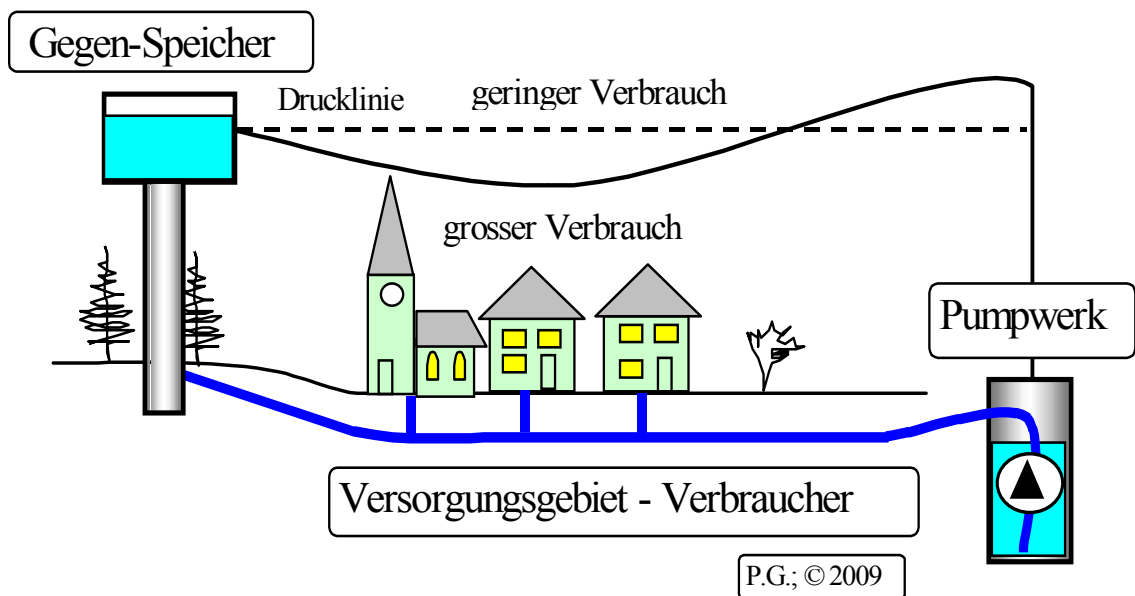 Gegen-Speicher
Drucklinie
geringer Verbrauch
grosser Verbrauch
Pumpwerk
Versorgungsgebiet - Verbraucher
P.G.; © 2009